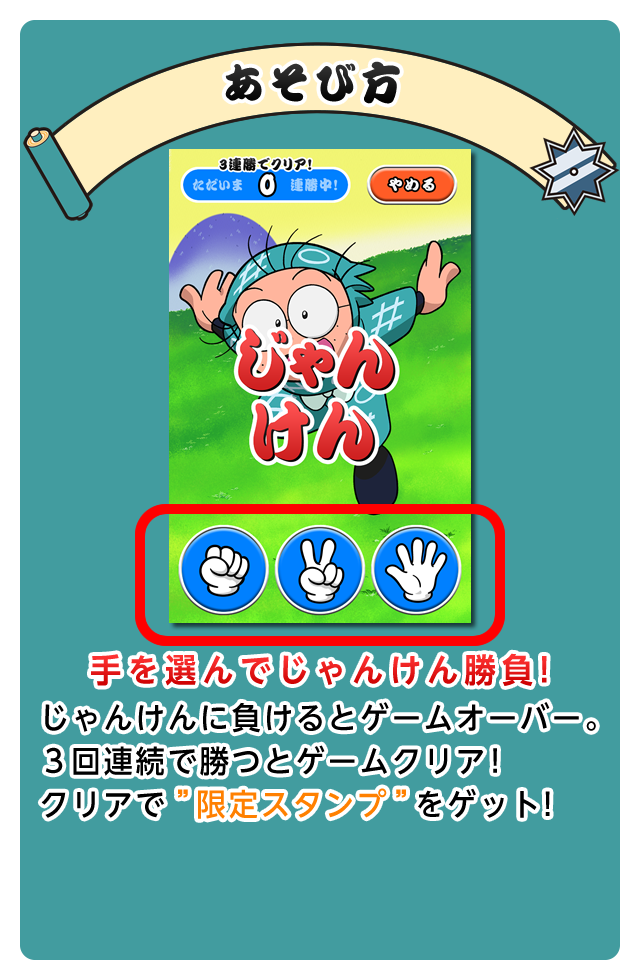 あそび方
3連勝でクリア!
ただいま 0 連勝中!
やめる
じゃん
けん
手を選んでじゃんけん勝負!
じゃんけんに負けるとゲームオーバー。
３回連続で勝つとゲームクリア!
クリアで”限定スタンプ”をゲット!